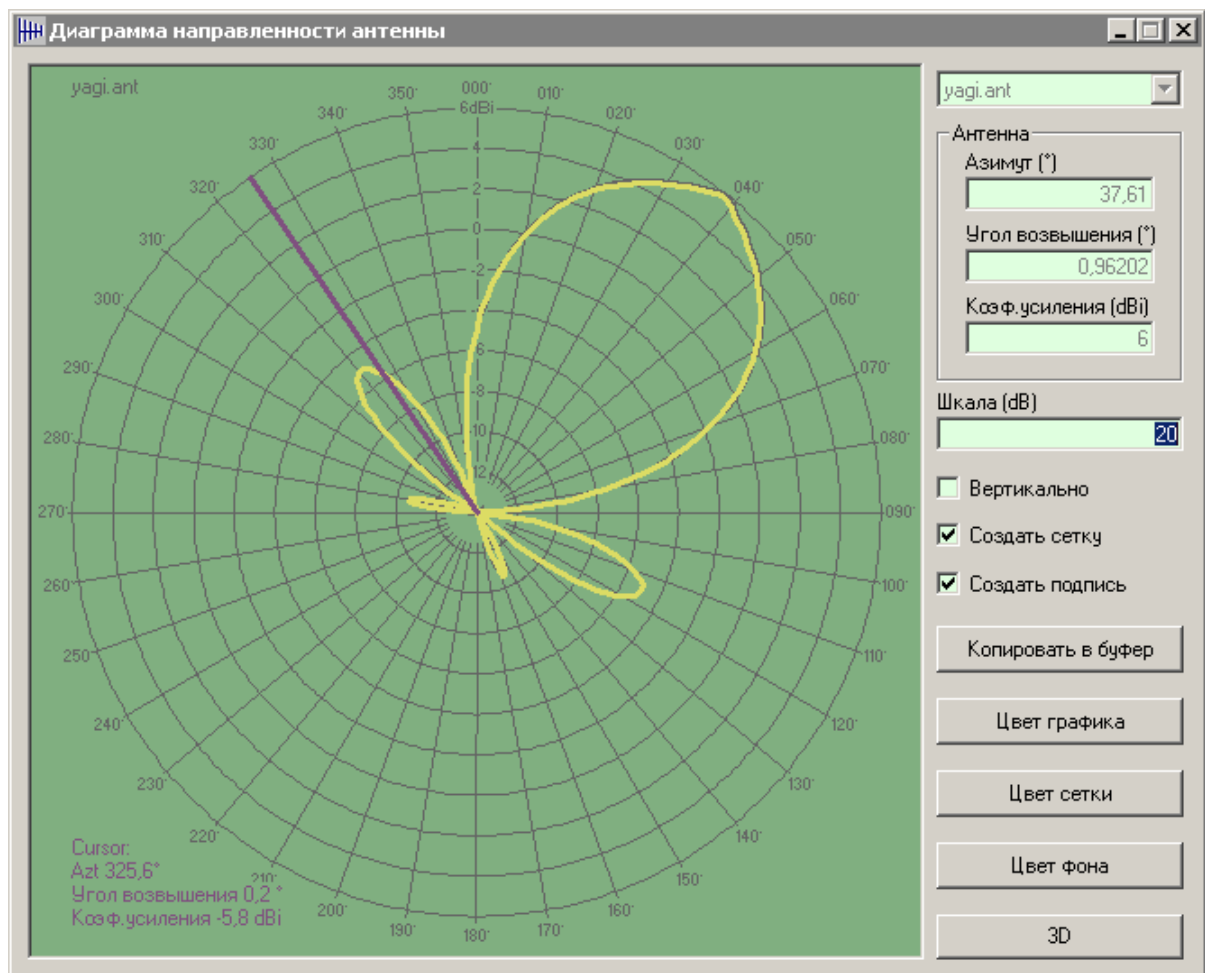 Диаграмма направленности антенны
yagi.ant
000°
6dBi
010°
020°
030°
040°
050°
060°
070°
080°
090°
100°
110°
120°
130°
140°
150°
160°
170°
180°
190°
200°
210°
220°
230°
240°
250°
260°
270°
280°
290°
300°
310°
320°
330°
340°
350°
4
2
0
-2
-4
-6
-8
-10
-12
Cursor:
Azt 325,6°
Угол возвышения 0,2 °
Коэф.усиления -5,8 dBi
yagi.ant
Антенна
Азимут (°)
37,61
Угол возвышения (°)
0,96202
Коэф.усиления (dBi)
6
Шкала (dB)
20
Вертикально
Создать сетку
Создать подпись
Копировать в буфер
Цвет графика
Цвет сетки
Цвет фона
3D